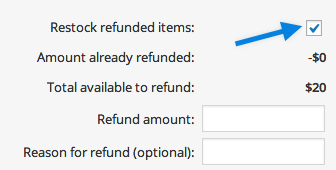 Restock refunded items:
Amount already refunded: -$0
Total available to refund: $20
Refund amount:
Reason for refund (optional):